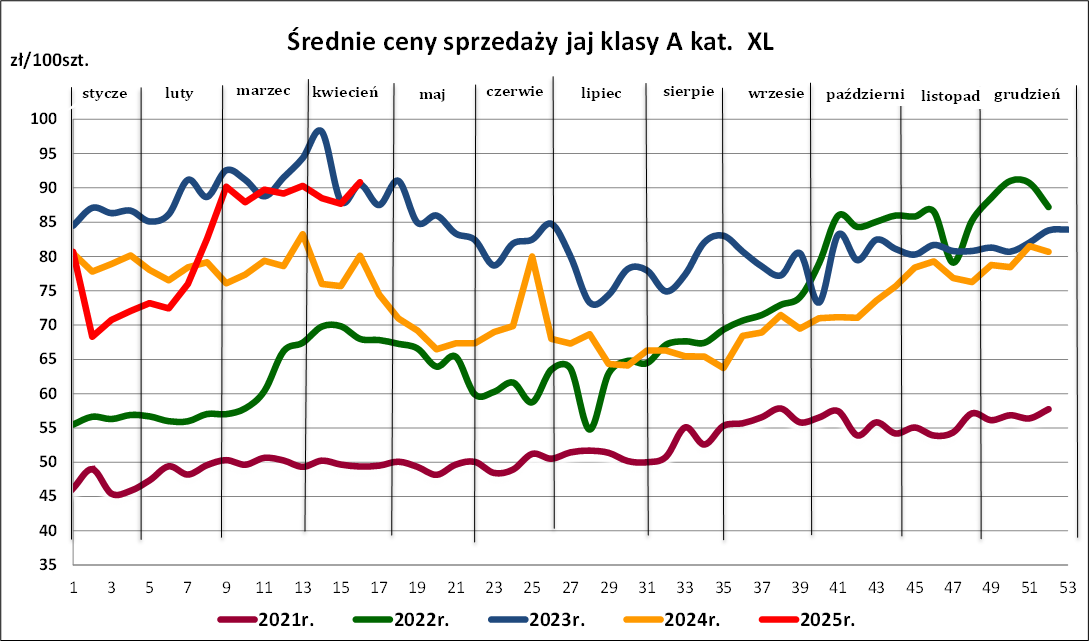 Średnie ceny sprzedaży jaj klasy A kat. XL
zł/100szt.
stycze luty marzec kwiecień maj czerwie lipiec sierpie wrzesie październi listopad grudzień
100
95
90
85
80
75
70
65
60
55
50
45
40
35
1 3 5 7 9 11 13 15 17 19 21 23 25 27 29 31 33 35 37 39 41 43 45 47 49 51 53
2021r. 2022r. 2023r. 2024r. 2025r.